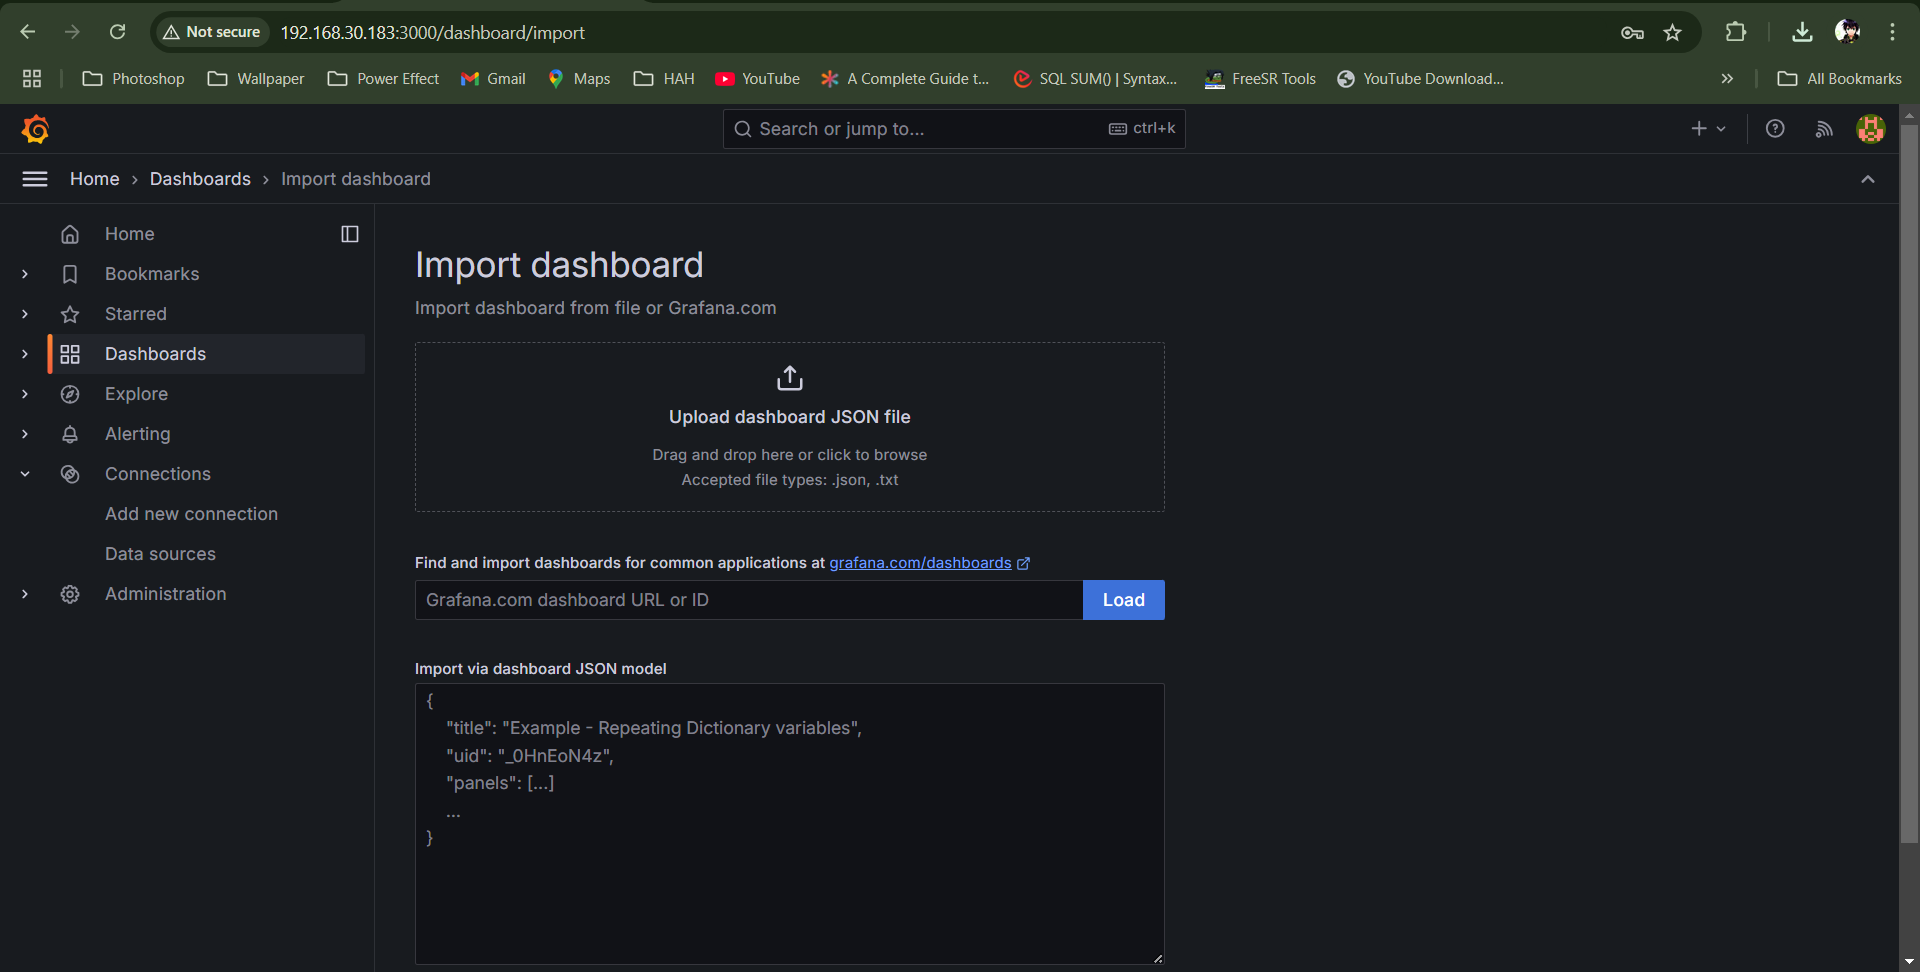 Not secure 192.168.30.183:3000/dashboard/import
Photoshop Wallpaper Power Effect Gmail Maps HAH YouTube A Complete Guide t... SQL SUM() | Syntax... FreeSR Tools YouTube Download... » All Bookmarks
Search or jump to... ctrl+k
Home › Dashboards › Import dashboard
Home
Bookmarks
Starred
Dashboards
Explore
Alerting
Connections
Add new connection
Data sources
Administration
Import dashboard
Import dashboard from file or Grafana.com
Upload dashboard JSON file
Drag and drop here or click to browse
Accepted file types: .json, .txt
Find and import dashboards for common applications at grafana.com/dashboards
Grafana.com dashboard URL or ID Load
Import via dashboard JSON model
{
"title": "Example - Repeating Dictionary variables",
"uid": "_0HnEoN4z",
"panels": [...]
...
}